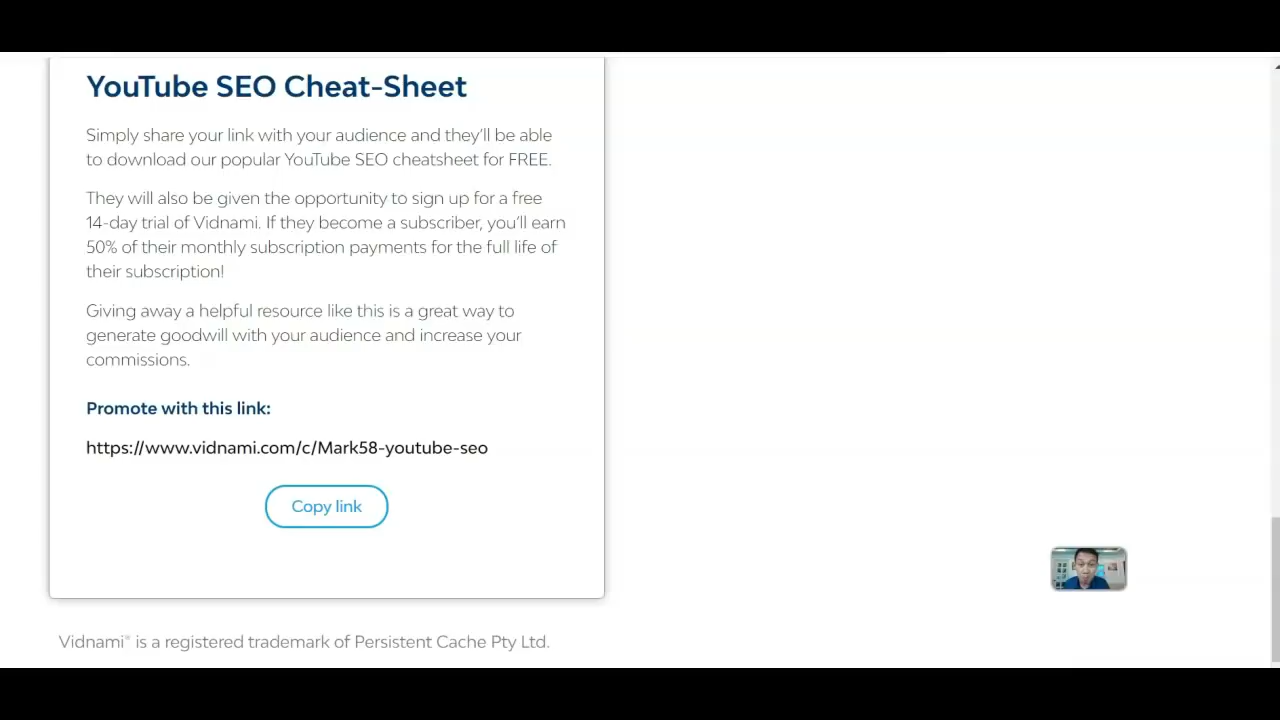 YouTube SEO Cheat-Sheet
Simply share your link with your audience and they'll be able
to download our popular YouTube SEO cheatsheet for FREE.
They will also be given the opportunity to sign up for a free
14-day trial of Vidnami. If they become a subscriber, you'll earn
50% of their monthly subscription payments for the full life of
their subscription!
Giving away a helpful resource like this is a great way to
generate goodwill with your audience and increase your
commissions.
Promote with this link:
https://www.vidnami.com/c/Mark58-youtube-seo
Copy link
Vidnami® is a registered trademark of Persistent Cache Pty Ltd.